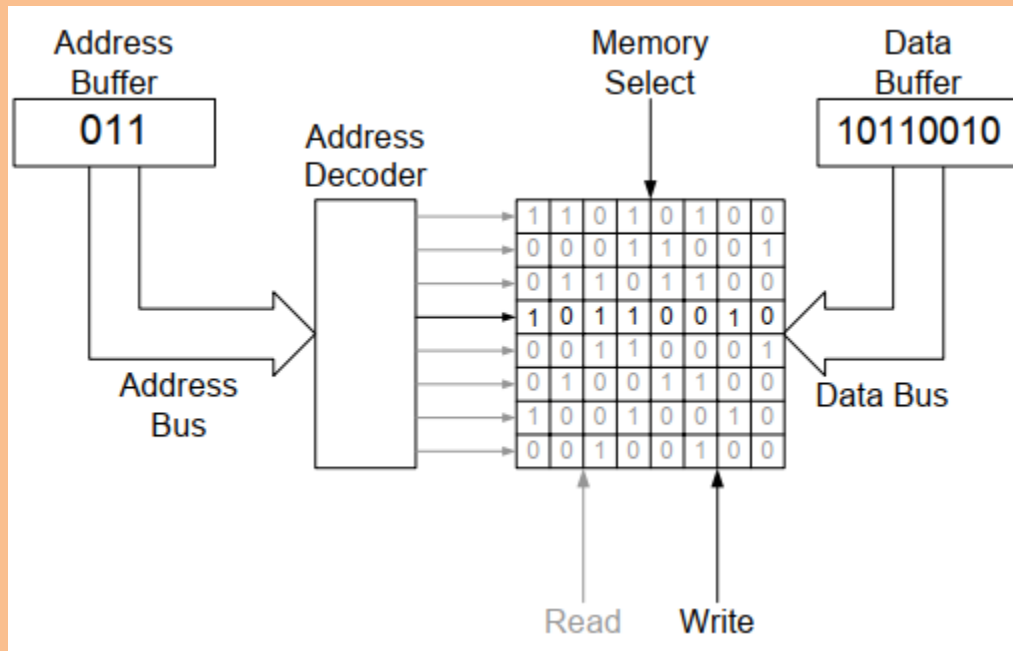 Address
Buffer
011
Address
Decoder
Memory
Select
Data
Buffer
10110010
1 1 0 1 0 1 0 0
0 0 0 1 1 0 0 1
0 1 1 0 1 1 0 0
1 0 1 1 0 0 1 0
0 0 1 1 0 0 0 1
0 1 0 0 1 1 0 0
1 0 0 1 0 0 1 0
0 0 1 0 0 1 0 0
Address
Bus
Data Bus
Read
Write